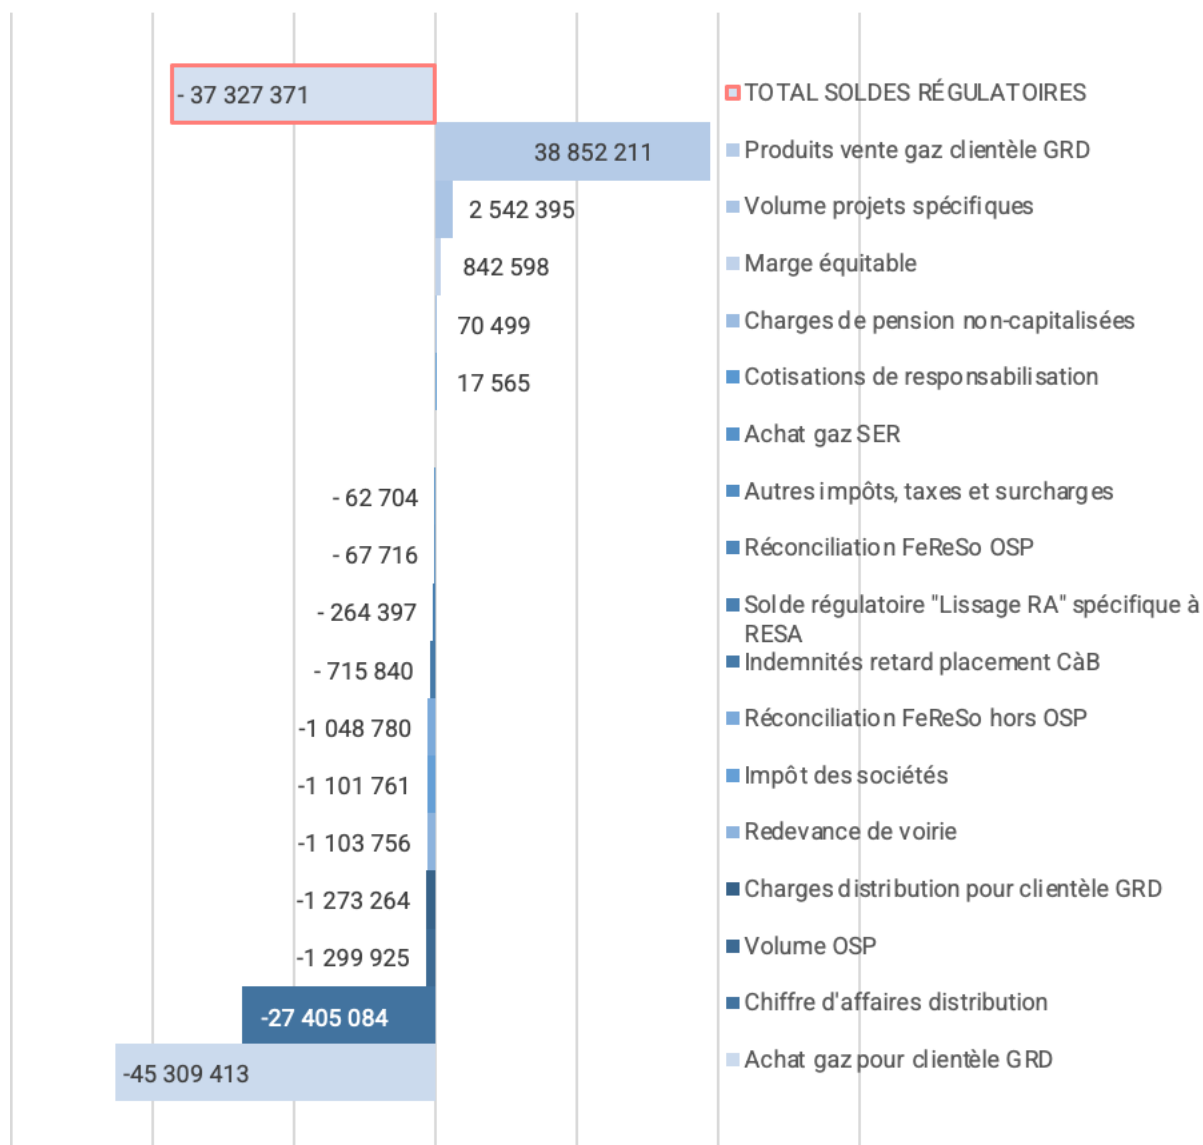 - 37 327 371 TOTAL SOLDES RÉGULATOIRES
38 852 211 Produits vente gaz clientèle GRD
2 542 395 Volume projets spécifiques
842 598 Marge équitable
70 499 Charges de pension non-capitalisées
17 565 Cotisations de responsabilisation
Achat gaz SER
- 62 704 Autres impôts, taxes et surcharges
- 67 716 Réconciliation FeReSo OSP
- 264 397 Solde régulatoire "Lissage RA" spécifique à
RESA
- 715 840 Indemnités retard placement CàB
-1 048 780 Réconciliation FeReSo hors OSP
-1 101 761 Impôt des sociétés
-1 103 756 Redevance de voirie
-1 273 264 Charges distribution pour clientèle GRD
-1 299 925 Volume OSP
-27 405 084 Chiffre d'affaires distribution
-45 309 413 Achat gaz pour clientèle GRD